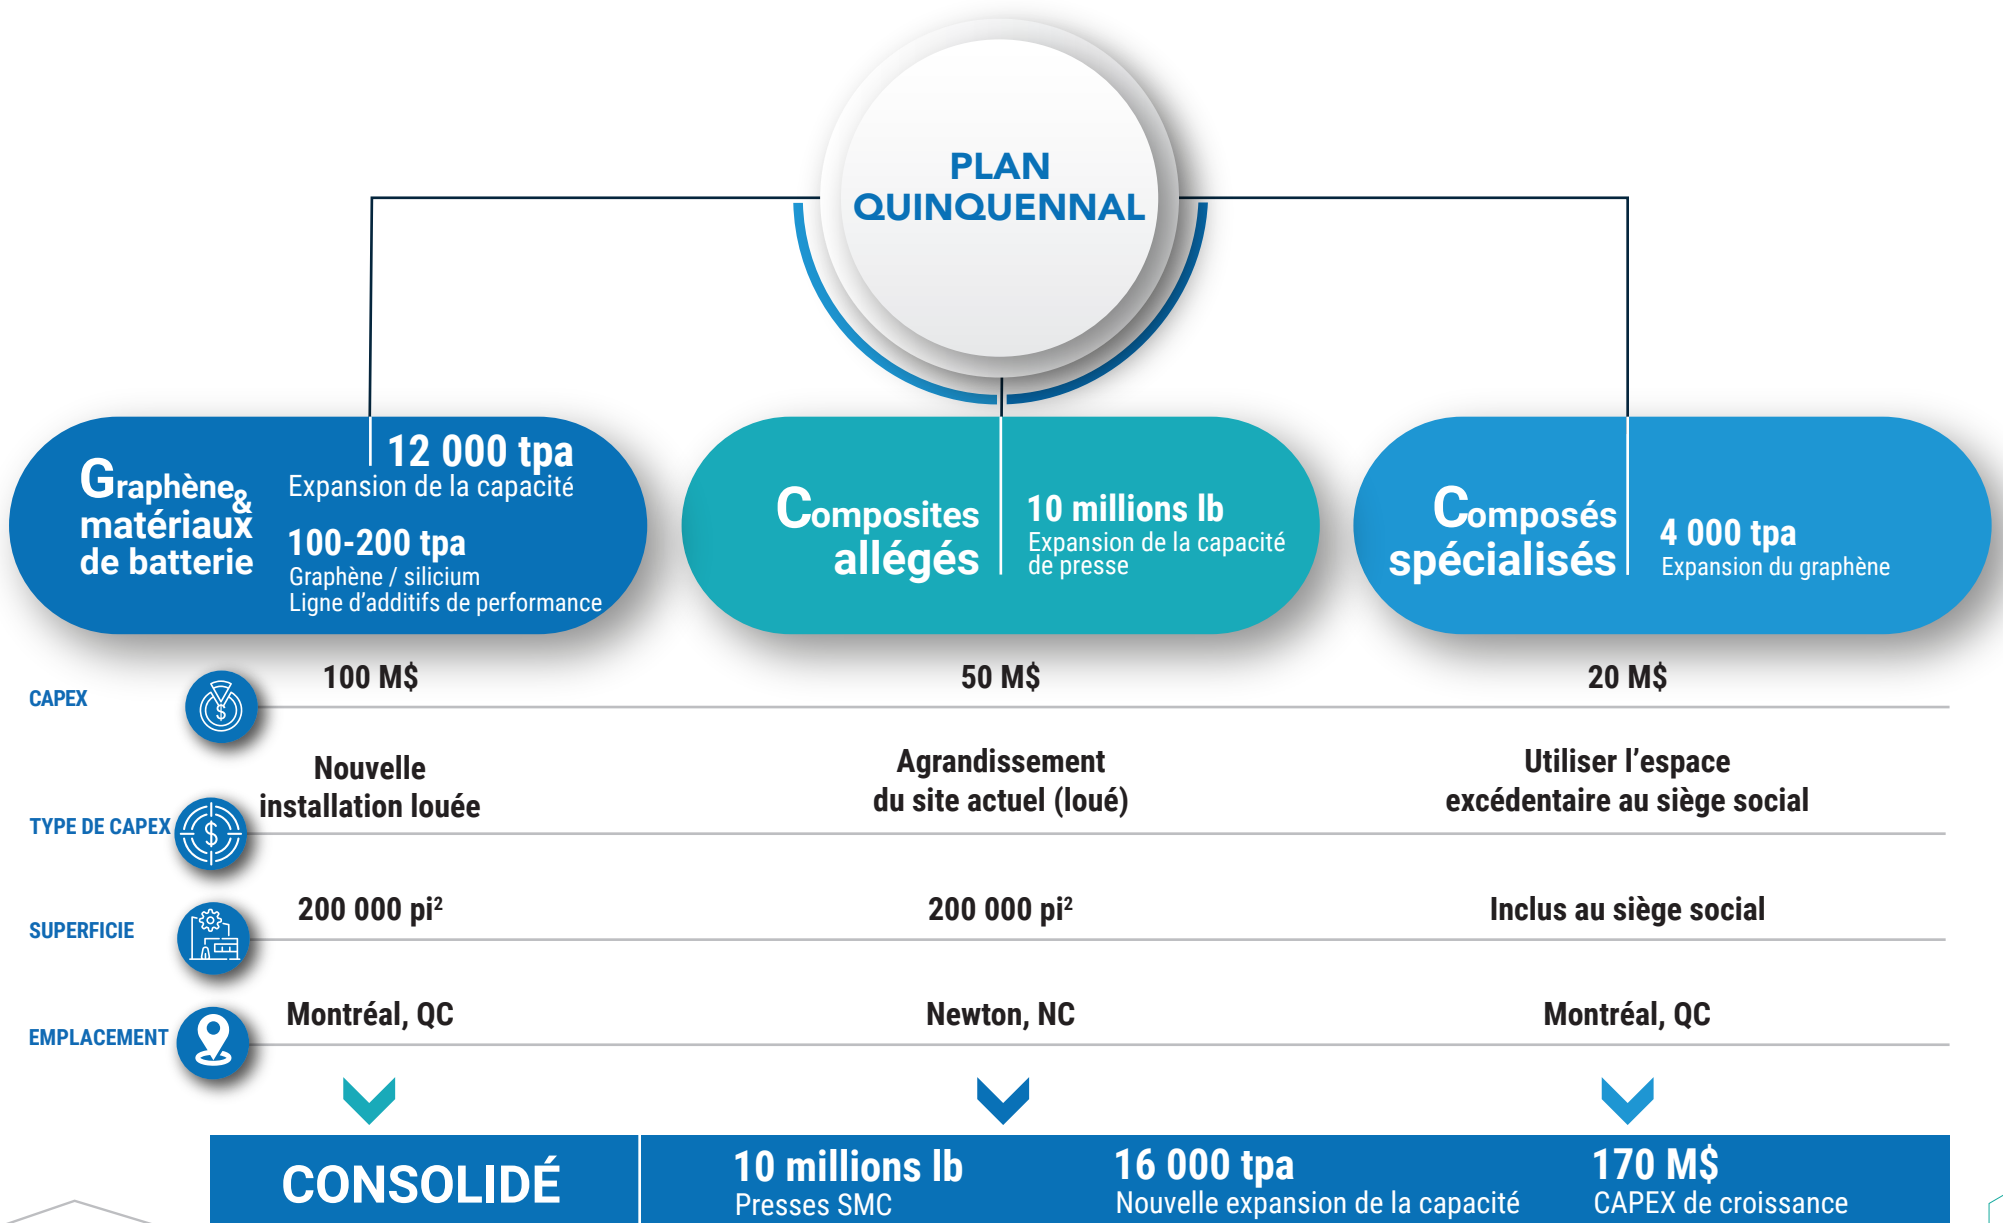 PLAN
QUINQUENNAL
Graphène &
matériaux
de batterie
12 000 tpa
Expansion de la capacité
100-200 tpa
Graphène / silicium
Ligne d’additifs de performance
Composites
allégés
10 millions lb
Expansion de la capacité
de presse
Composés
spécialisés
4 000 tpa
Expansion du graphène
CAPEX
100 M$
50 M$
20 M$
TYPE DE CAPEX
Nouvelle
installation louée
Agrandissement
du site actuel (loué)
Utiliser l’espace
excédentaire au siège social
SUPERFICIE
200 000 pi²
200 000 pi²
Inclus au siège social
EMPLACEMENT
Montréal, QC
Newton, NC
Montréal, QC
CONSOLIDÉ
10 millions lb
Presses SMC
16 000 tpa
Nouvelle expansion de la capacité
170 M$
CAPEX de croissance